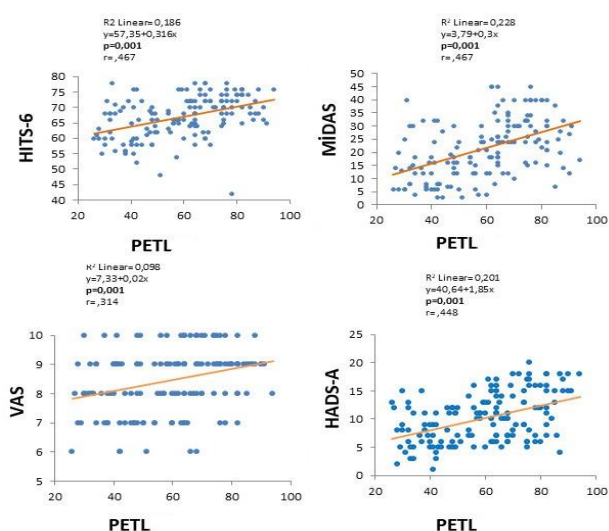 R2 Linear=0,186
y=57,35+0,316x
p=0,001
r=,467
HITS-6
80
75
70
65
60
55
50
45
40
20 40 60 80 100
PETL
R² Linear=0,228
y=3,79+0,3x
p=0,001
r=,467
MİDAS
50
45
40
35
30
25
20
15
10
5
0
20 40 60 80 100
PETL
R² Linear=0,098
y=7,33+0,02x
p=0,001
r=,314
VAS
10
9
8
7
6
5
20 40 60 80 100
PETL
R² Linear=0,201
y=40,64+1,85x
p=0,001
r=,448
HADS-A
25
20
15
10
5
0
20 40 60 80 100
PETL